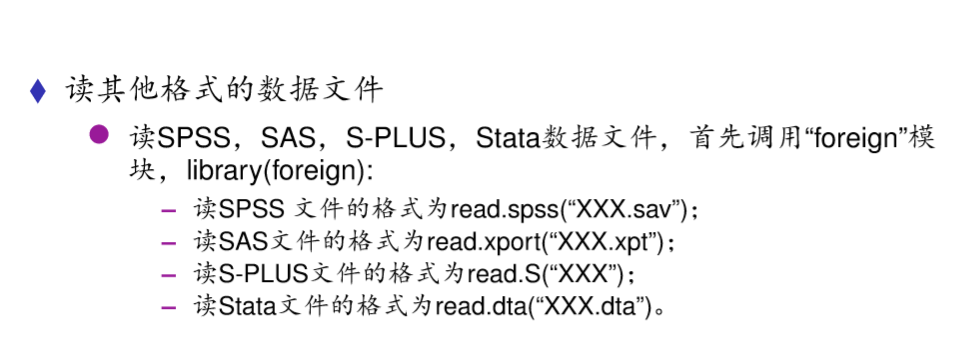 读其他格式的数据文件
读SPSS，SAS，S-PLUS，Stata数据文件，首先调用“foreign”模
块，library(foreign):
– 读SPSS 文件的格式为read.spss(“XXX.sav”)；
– 读SAS文件的格式为read.xport(“XXX.xpt”)；
– 读S-PLUS文件的格式为read.S(“XXX”)；
– 读Stata文件的格式为read.dta(“XXX.dta”)。